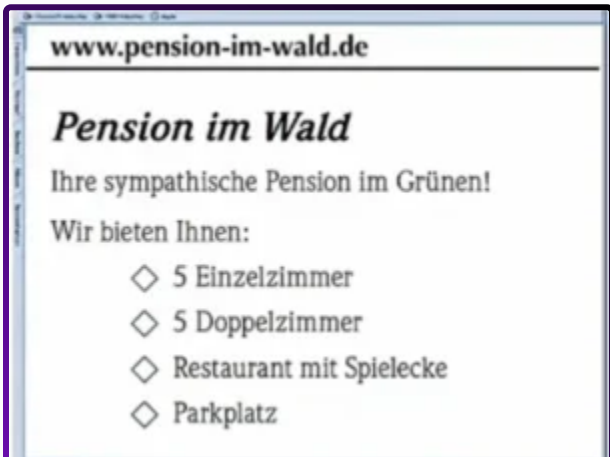 www.pension-im-wald.de
Pension im Wald
Ihre sympathische Pension im Grünen!
Wir bieten Ihnen:
5 Einzelzimmer
5 Doppelzimmer
Restaurant mit Spielecke
Parkplatz